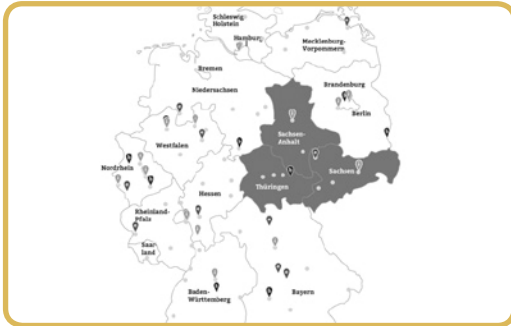 Schleswig-
Holstein
Hamburg
Mecklenburg-
Vorpommern
Bremen
Niedersachsen
Brandenburg
Berlin
Sachsen-
Anhalt
Westfalen
Nordrhein
Sachsen
Thüringen
Hessen
Rheinland-
Pfalz
Saar
land
Baden-
Württemberg
Bayern